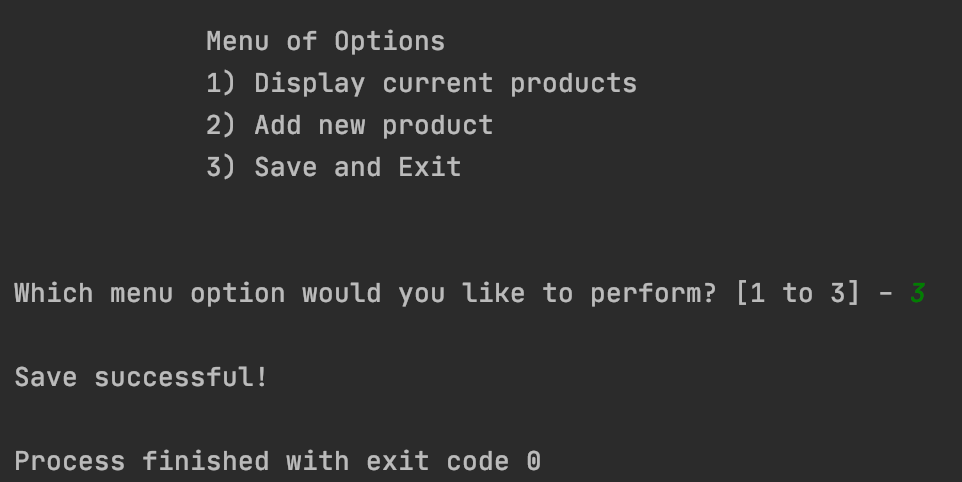 Menu of Options
1) Display current products
2) Add new product
3) Save and Exit
Which menu option would you like to perform? [1 to 3] - 3
Save successful!
Process finished with exit code 0